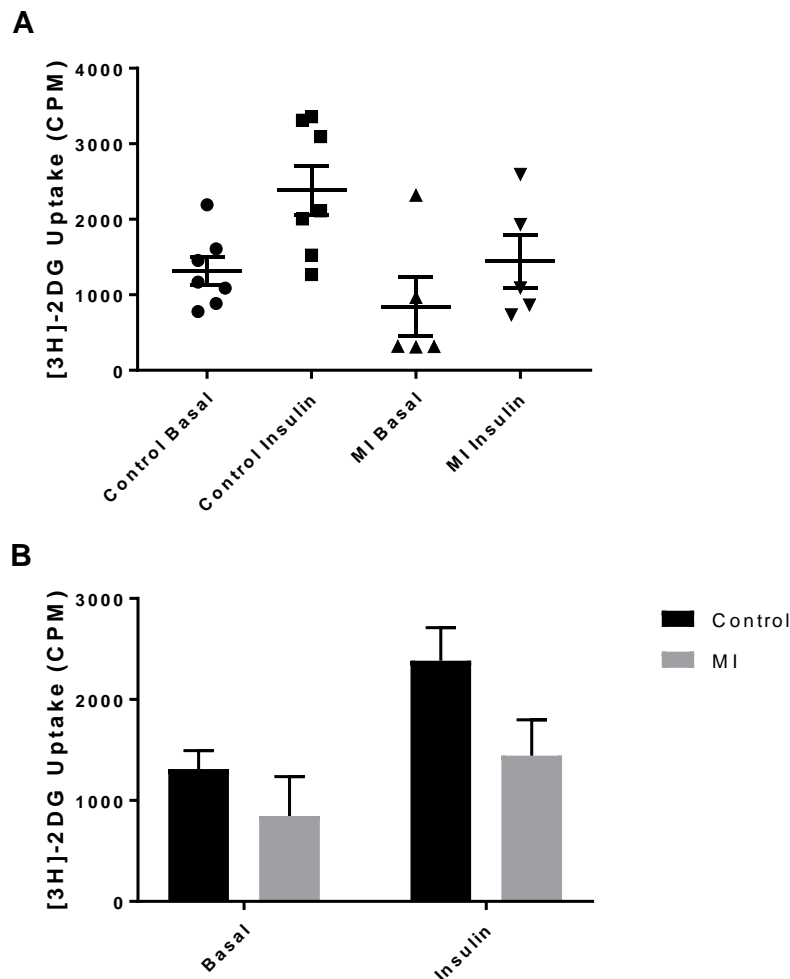 A
[3H]-2DG Uptake (CPM)
4000
3000
2000
1000
0
Control Basal
Control Insulin
MI Basal
MI Insulin
B
[3H]-2DG Uptake (CPM)
3000
2000
1000
0
Basal
Insulin
Control
MI